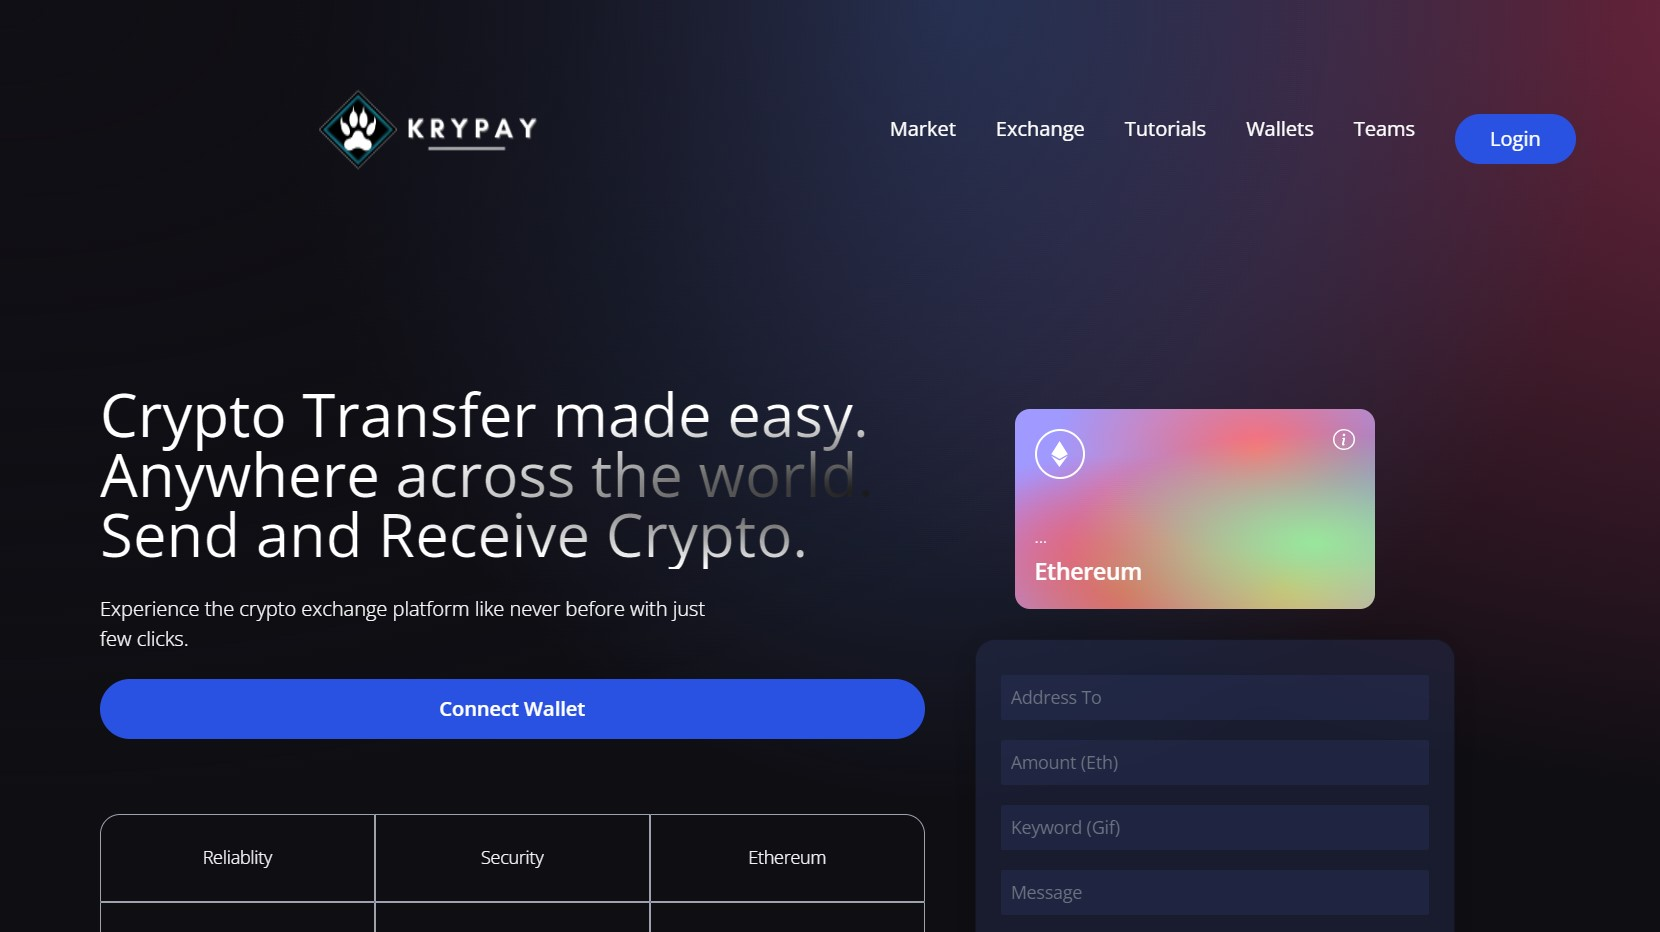 KRYPAY
Market
Exchange
Tutorials
Wallets
Teams
Login
Crypto Transfer made easy.
Anywhere across the world.
Send and Receive Crypto.
Experience the crypto exchange platform like never before with just
few clicks.
Connect Wallet
Reliablity
Security
Ethereum
...
Ethereum
Address To
Amount (Eth)
Keyword (Gif)
Message